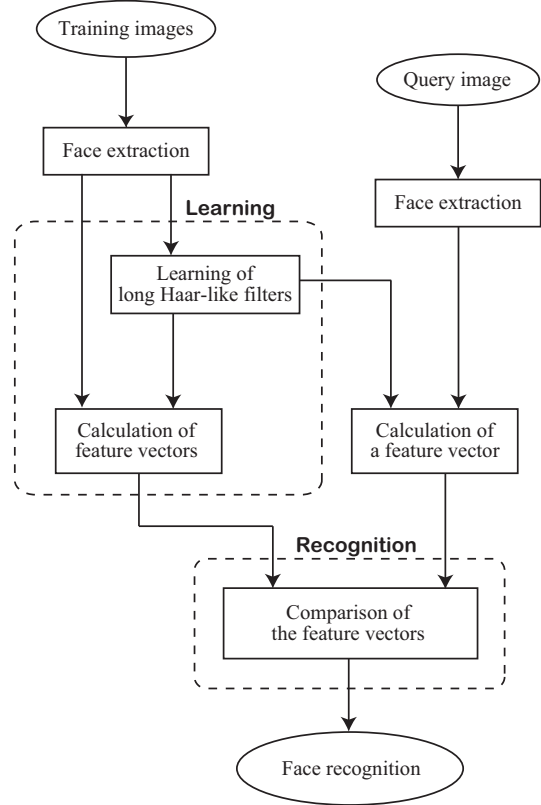 Training images
Query image
Face extraction
Face extraction
Learning
Learning of
long Haar-like filters
Calculation of
feature vectors
Calculation of
a feature vector
Recognition
Comparison of
the feature vectors
Face recognition